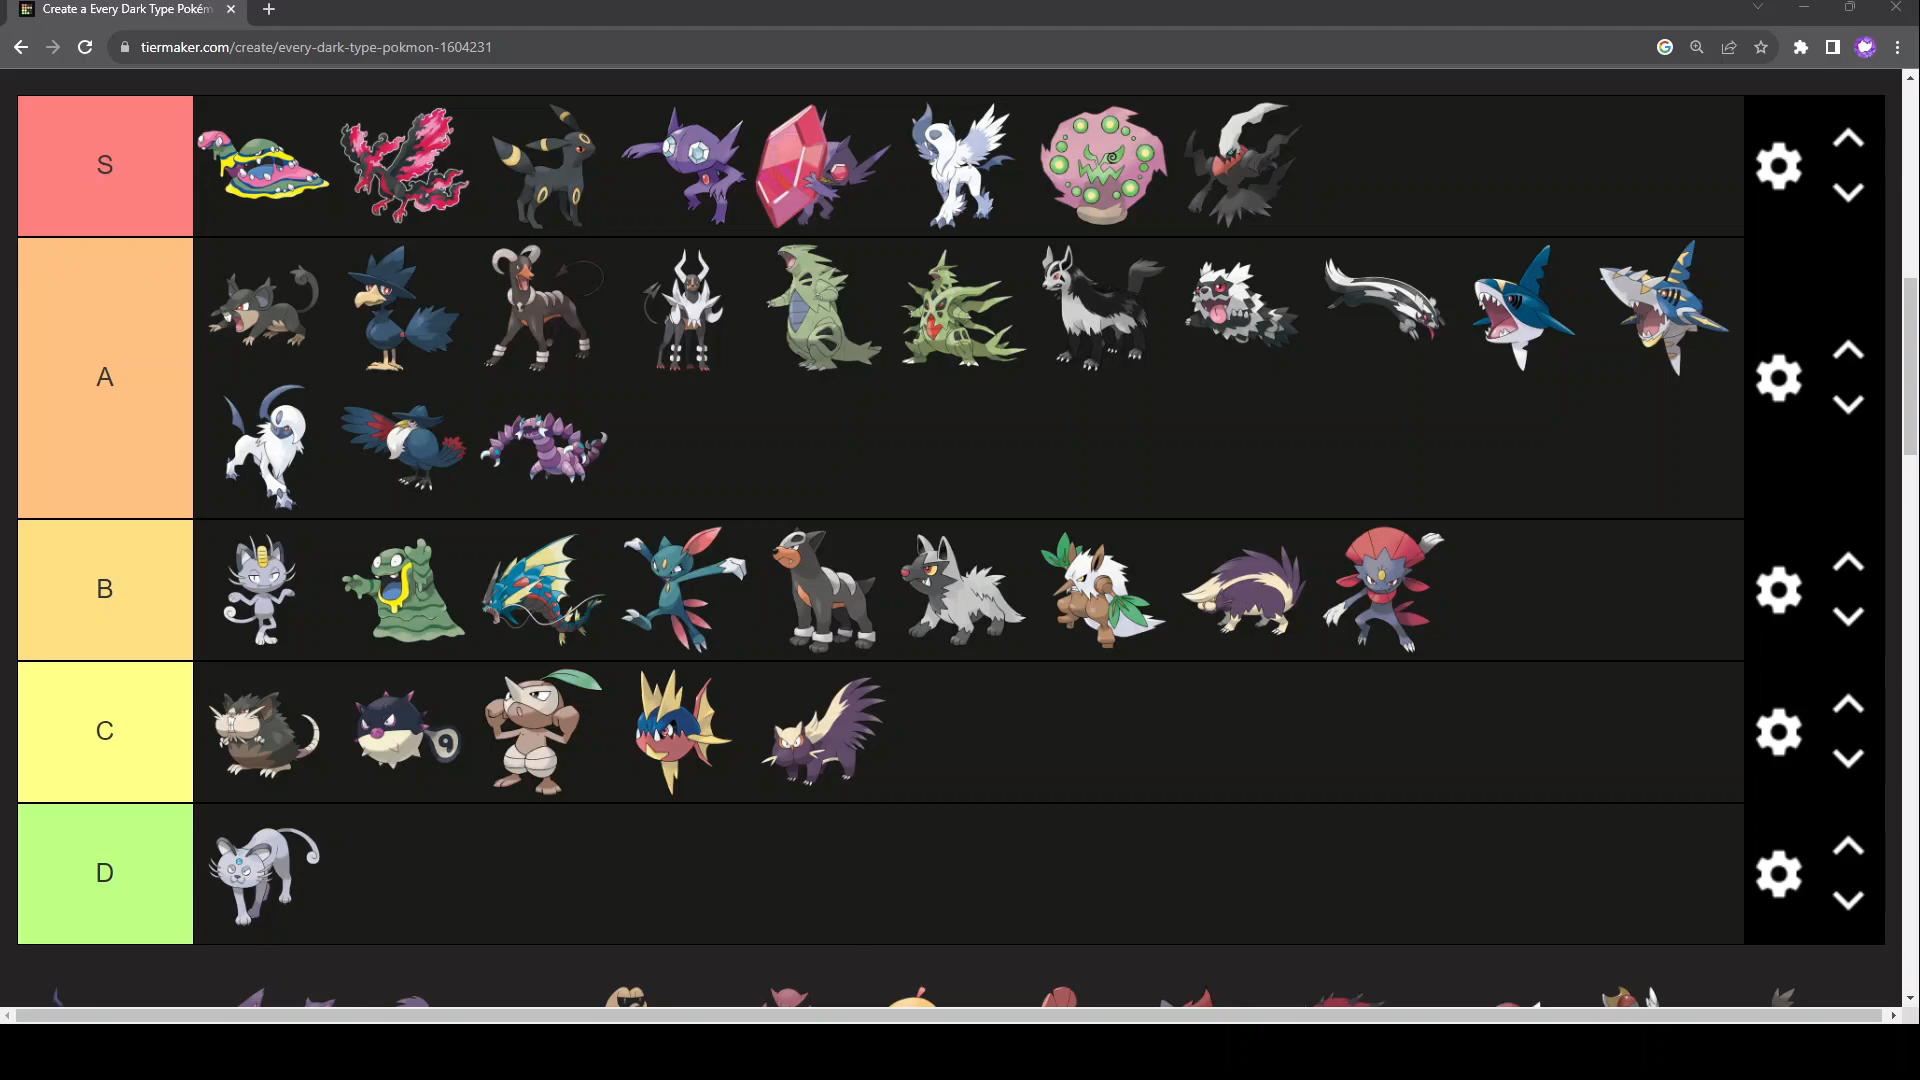 Create a Every Dark Type Pokém
tiermaker.com/create/every-dark-type-pokmon-1604231
S
A
B
C
D